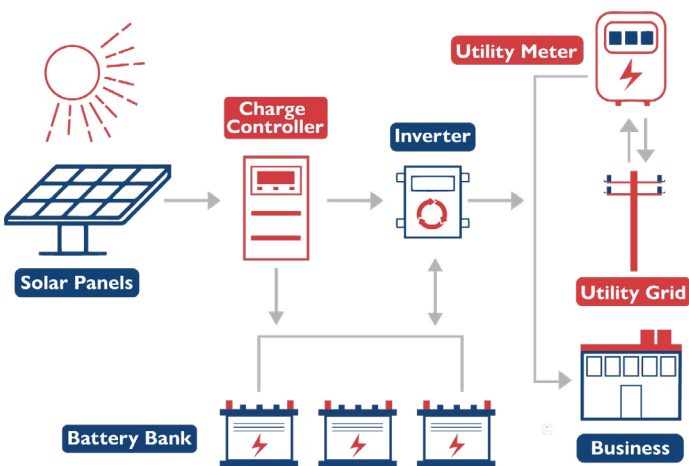 Utility Meter
Charge
Controller
Inverter
Solar Panels
Utility Grid
Battery Bank
Business